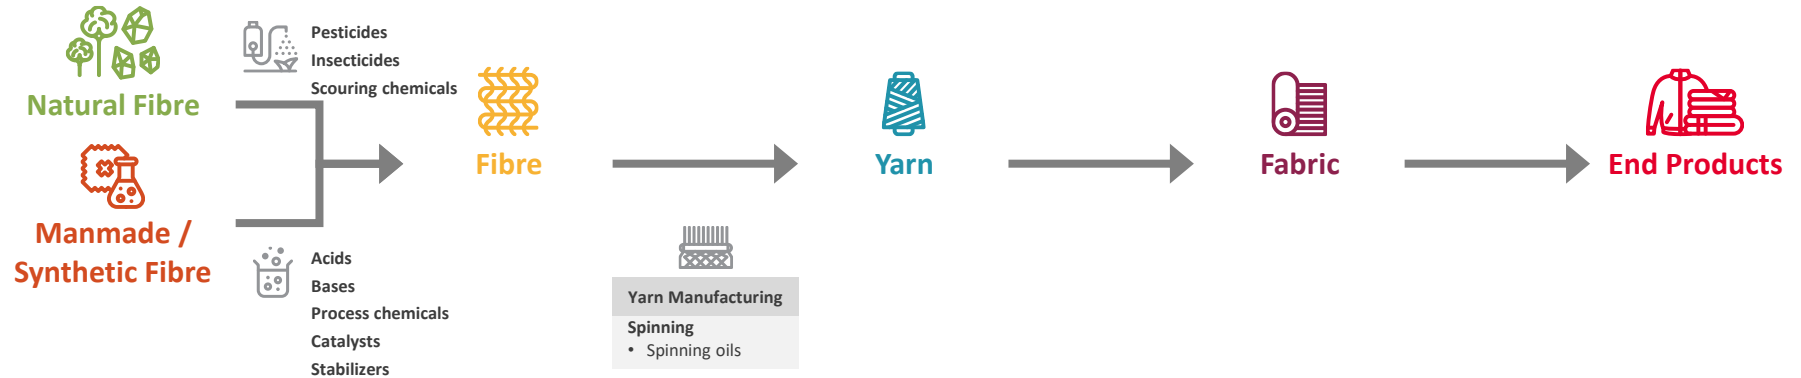 Natural Fibre
Pesticides
Insecticides
Scouring chemicals
Manmade /
Synthetic Fibre
Acids
Bases
Process chemicals
Catalysts
Stabilizers
Fibre
Yarn Manufacturing
Spinning
• Spinning oils
Yarn
Fabric
End Products